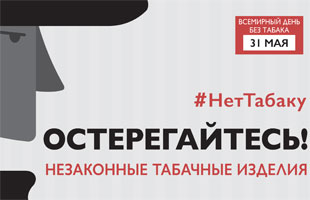 ВСЕМИРНЫЙ ДЕНЬ
БЕЗ ТАБАКА
31 МАЯ
#НетТабаку
ОСТЕРЕГАЙТЕСЬ!
НЕЗАКОННЫЕ ТАБАЧНЫЕ ИЗДЕЛИЯ